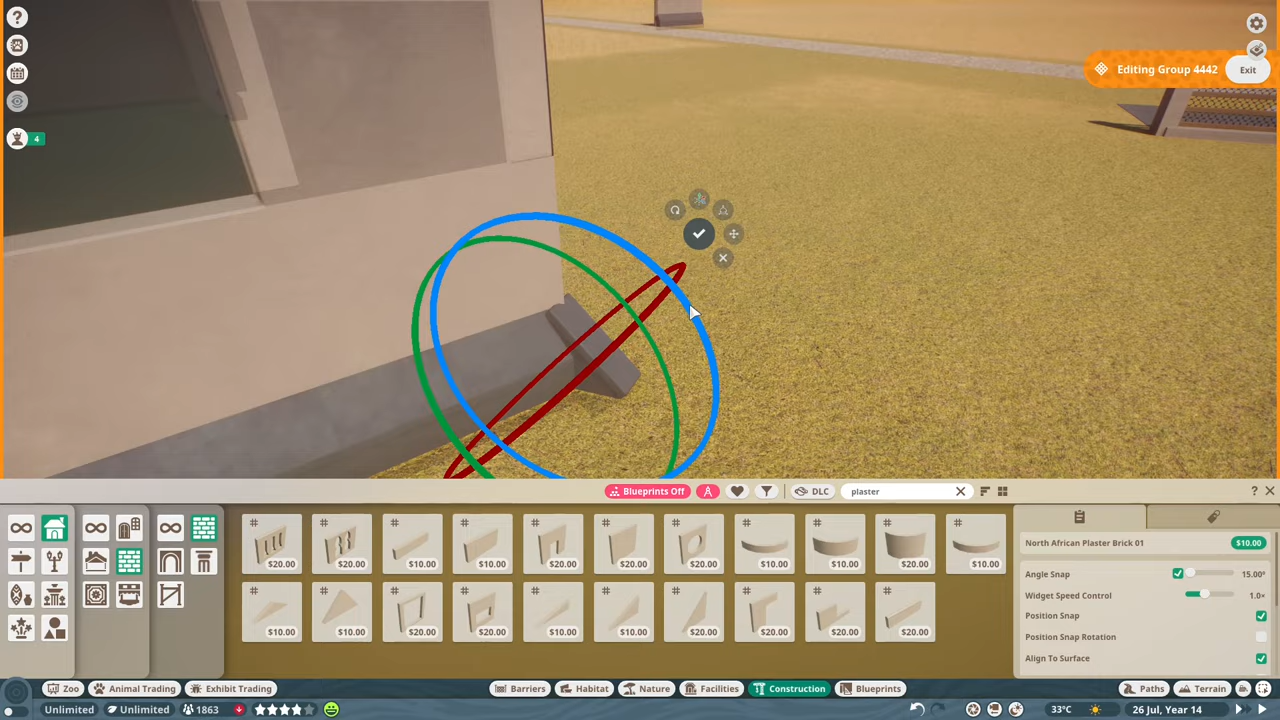 ?
4
Editing Group 4442
Exit
Blueprints Off
DLC
plaster
?
$20.00 $20.00 $10.00 $10.00 $20.00 $20.00 $20.00 $10.00 $10.00 $20.00 $10.00
$10.00 $10.00 $20.00 $20.00 $10.00 $10.00 $20.00 $20.00 $20.00 $20.00
North African Plaster Brick 01 $10.00
Angle Snap 15.00°
Widget Speed Control 1.0×
Position Snap
Position Snap Rotation
Align To Surface
Zoo Animal Trading Exhibit Trading Barriers Habitat Nature Facilities Construction Blueprints Paths Terrain
Unlimited Unlimited 1863 33°C 26 Jul, Year 14